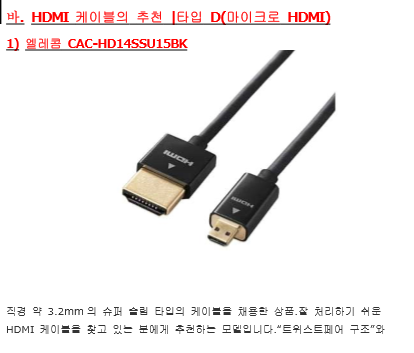 바. HDMI 케이블의 추천 |타입 D(마이크로 HDMI)
1) 엘레콤 CAC-HD14SSU15BK
HDMI
직경 약 3.2mm의 슈퍼 슬림 타입의 케이블을 채용한 상품.잘 처리하기 쉬운
HDMI 케이블을 찾고 있는 분에게 추천하는 모델입니다.“트위스트페어 구조”와